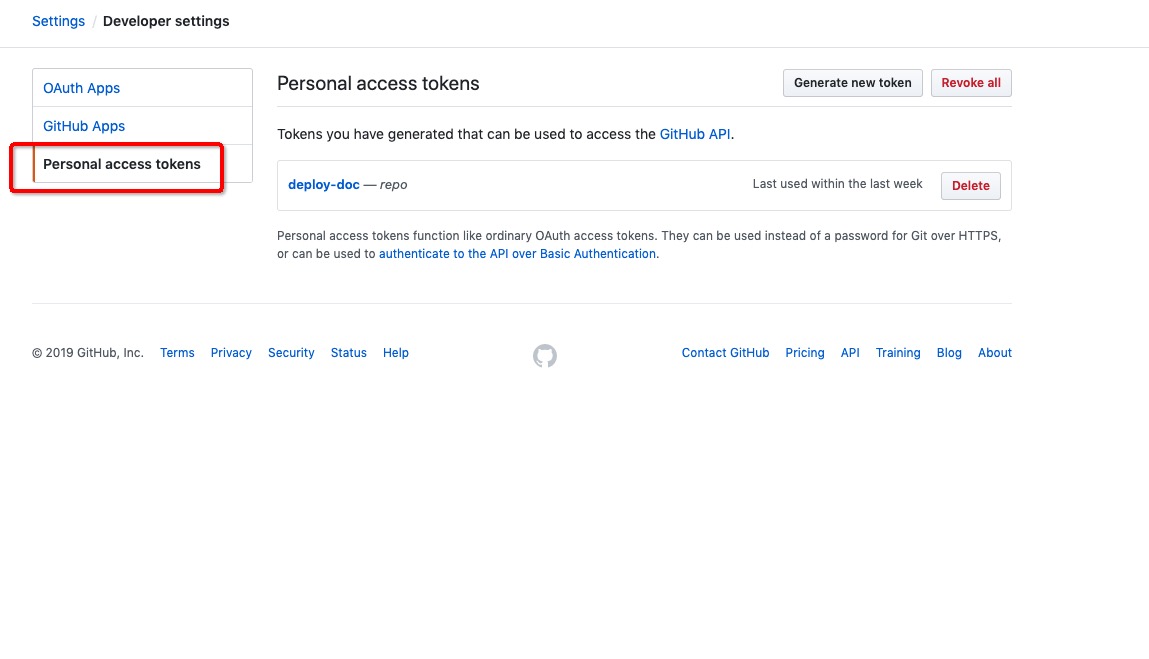 Settings / Developer settings
OAuth Apps
GitHub Apps
Personal access tokens
Personal access tokens
Generate new token
Revoke all
Tokens you have generated that can be used to access the GitHub API.
deploy-doc — repo
Last used within the last week
Delete
Personal access tokens function like ordinary OAuth access tokens. They can be used instead of a password for Git over HTTPS,
or can be used to authenticate to the API over Basic Authentication.
© 2019 GitHub, Inc. Terms Privacy Security Status Help
Contact GitHub Pricing API Training Blog About